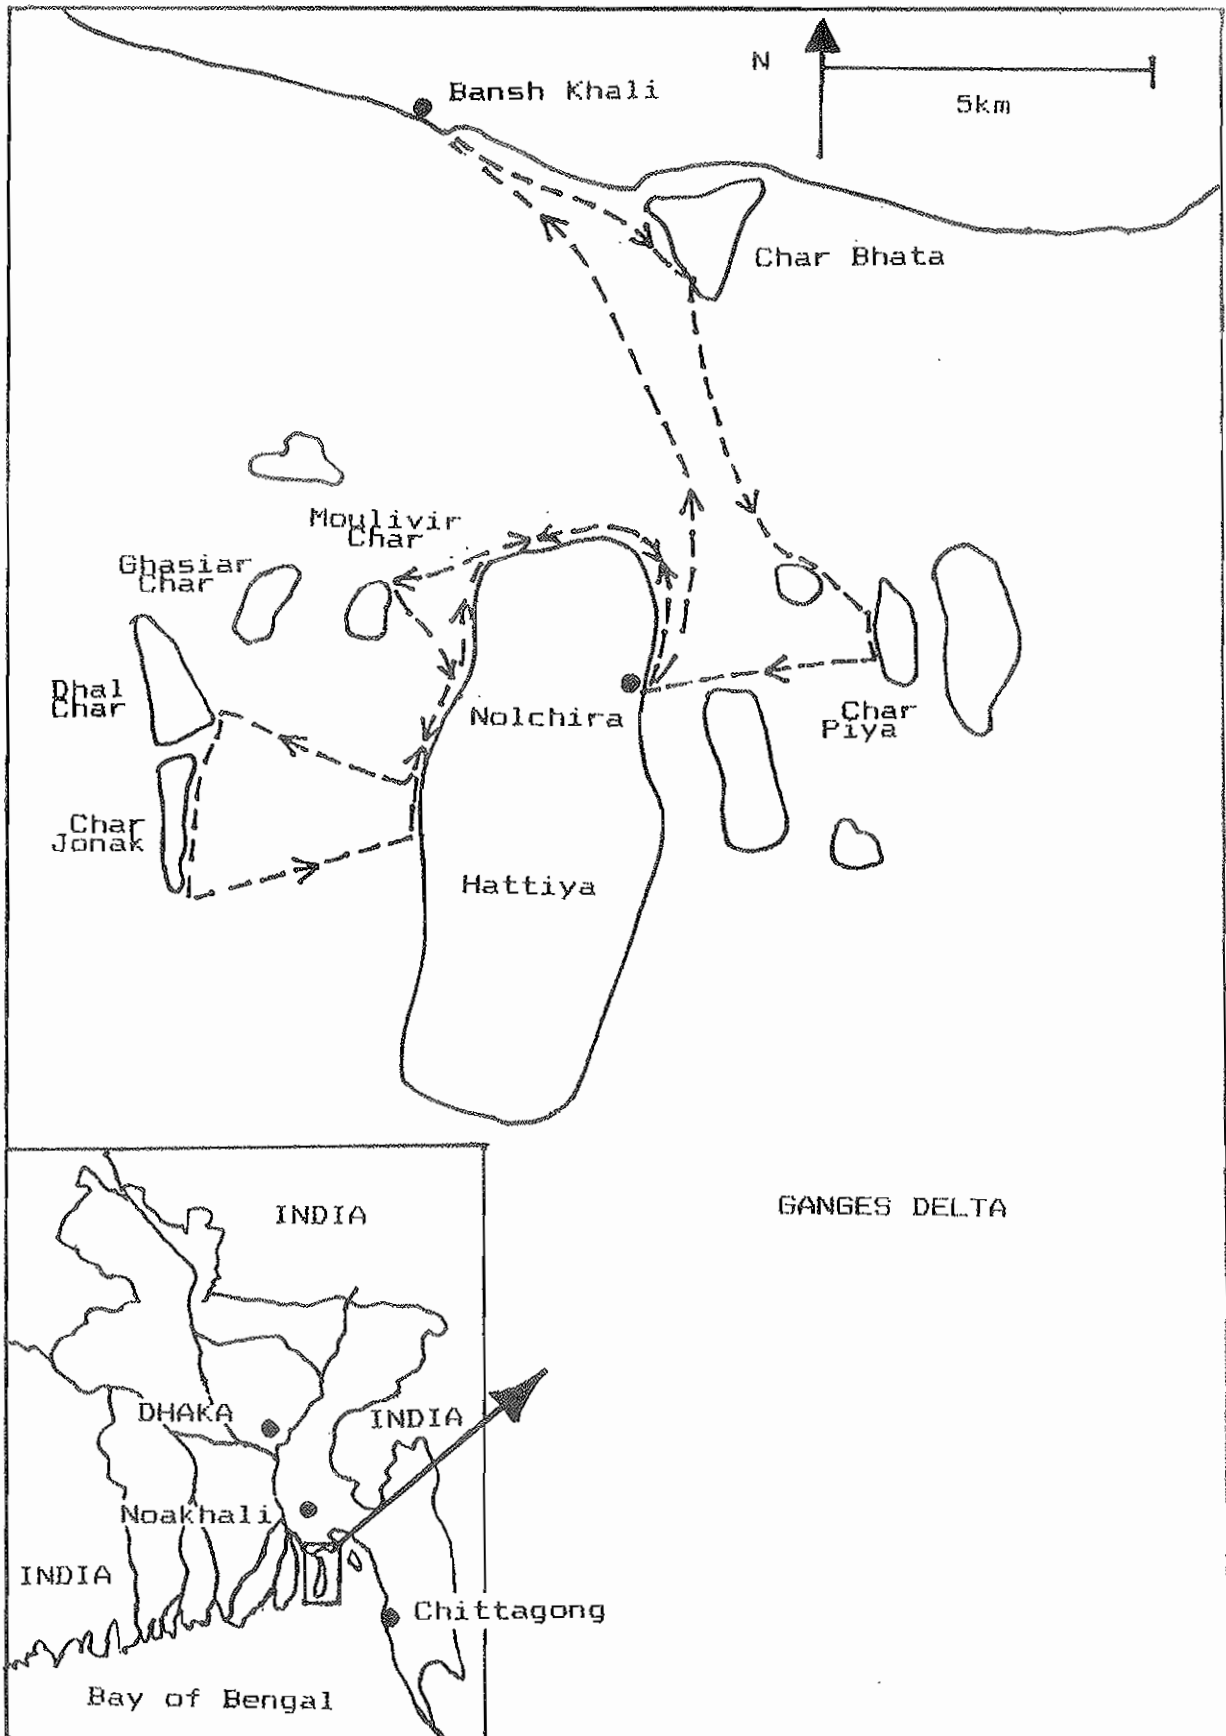 N
5km
Bansh Khali
Char Bhata
Moulivir
Char
Ghasiar
Char
Dhal
Char
Nolchira
Char
Piya
Char
Jonak
Hattiya
GANGES DELTA
INDIA
DHAKA
INDIA
Noakhali
INDIA
Chittagong
Bay of Bengal